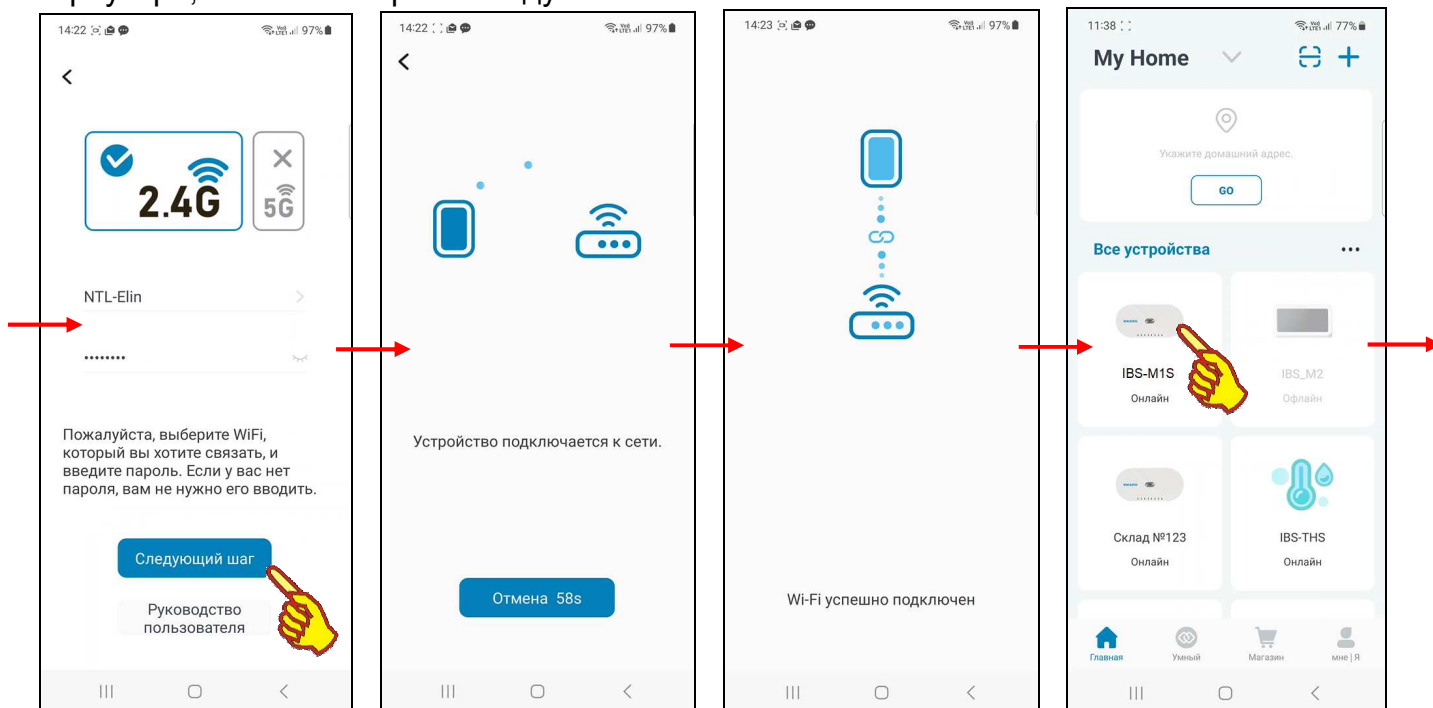 14:22
97%
2.4G
5G
NTL-Elin
••••••••
Пожалуйста, выберите WiFi,
который вы хотите связать, и
введите пароль. Если у вас нет
пароля, вам не нужно его вводить.
Следующий шаг
Руководство
пользователя
14:22
97%
Устройство подключается к сети.
Отмена 58s
14:23
97%
Wi-Fi успешно подключен
11:38
77%
My Home
Укажите домашний адрес.
GO
Все устройства
IBS-M1S
Онлайн
IBS_M2
Офлайн
Склад №123
Онлайн
IBS-THS
Онлайн
Главная
Умный
Магазин
мне | Я